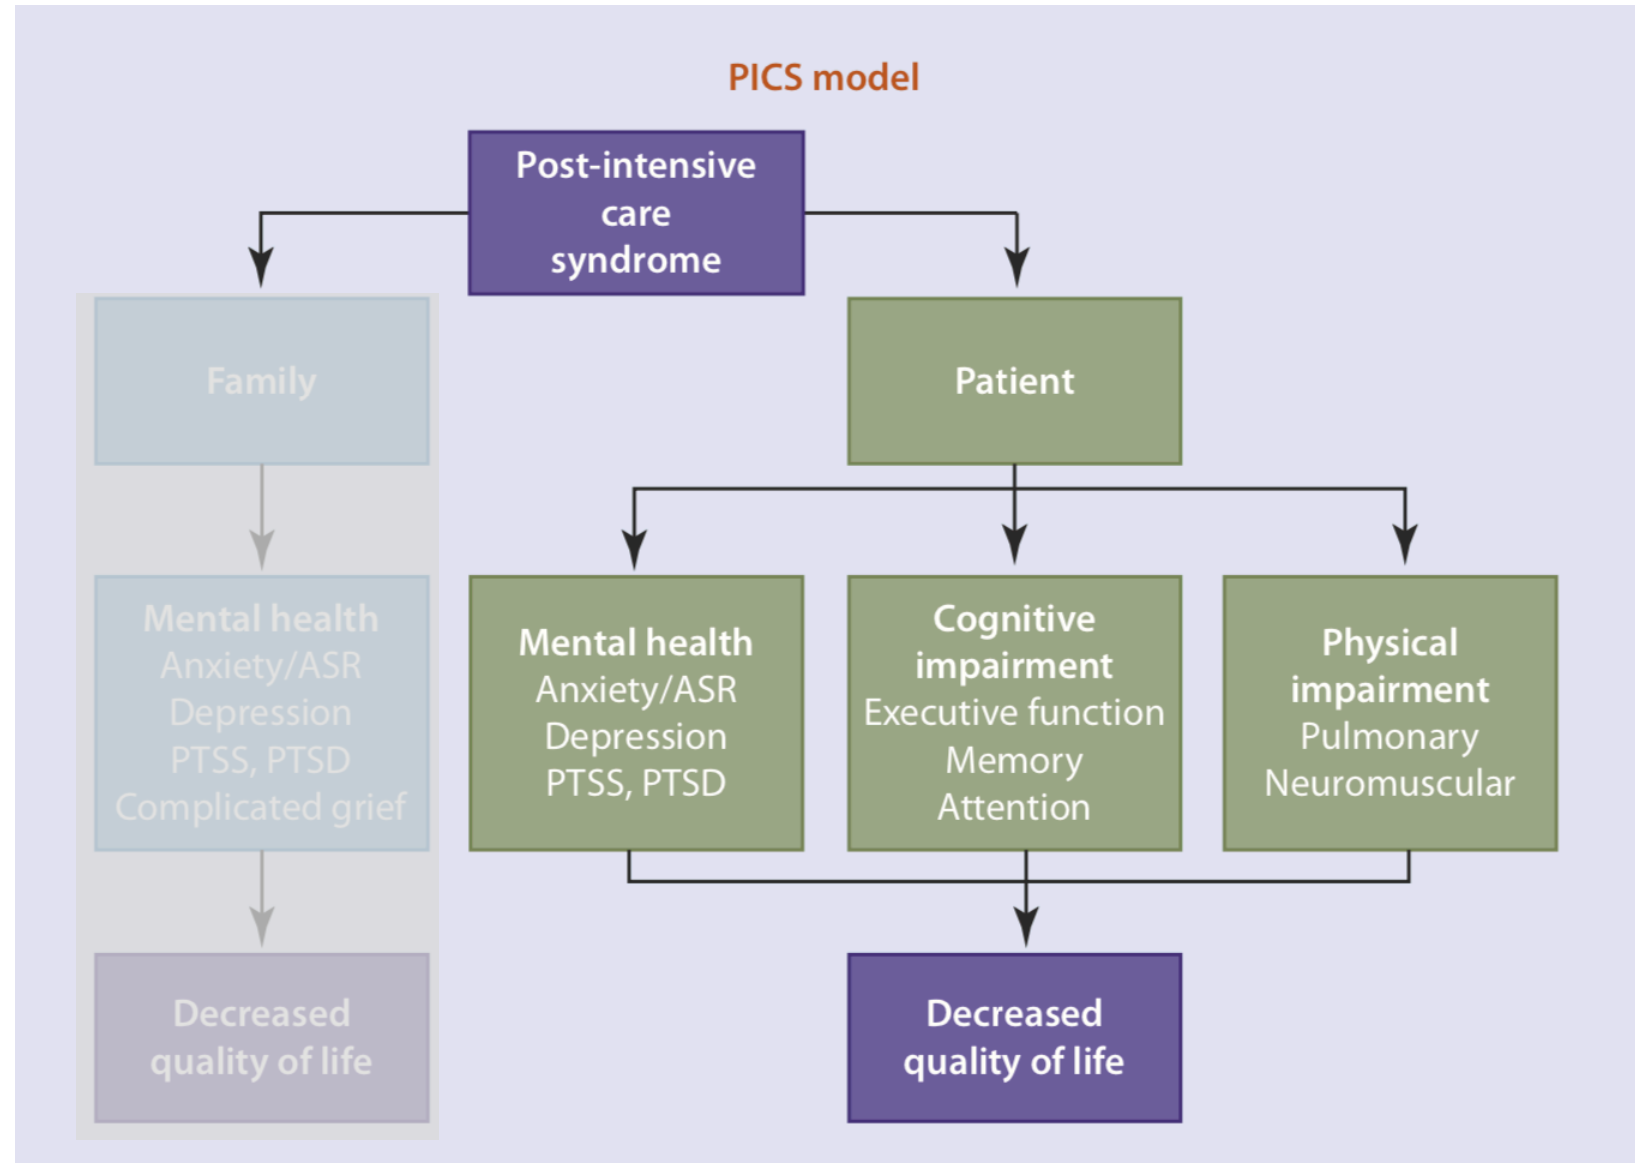 PICS model
Post-intensive
care
syndrome
Family
Patient
Mental health
Anxiety/ASR
Depression
PTSS, PTSD
Complicated grief
Mental health
Anxiety/ASR
Depression
PTSS, PTSD
Cognitive
impairment
Executive function
Memory
Attention
Physical
impairment
Pulmonary
Neuromuscular
Decreased
quality of life
Decreased
quality of life